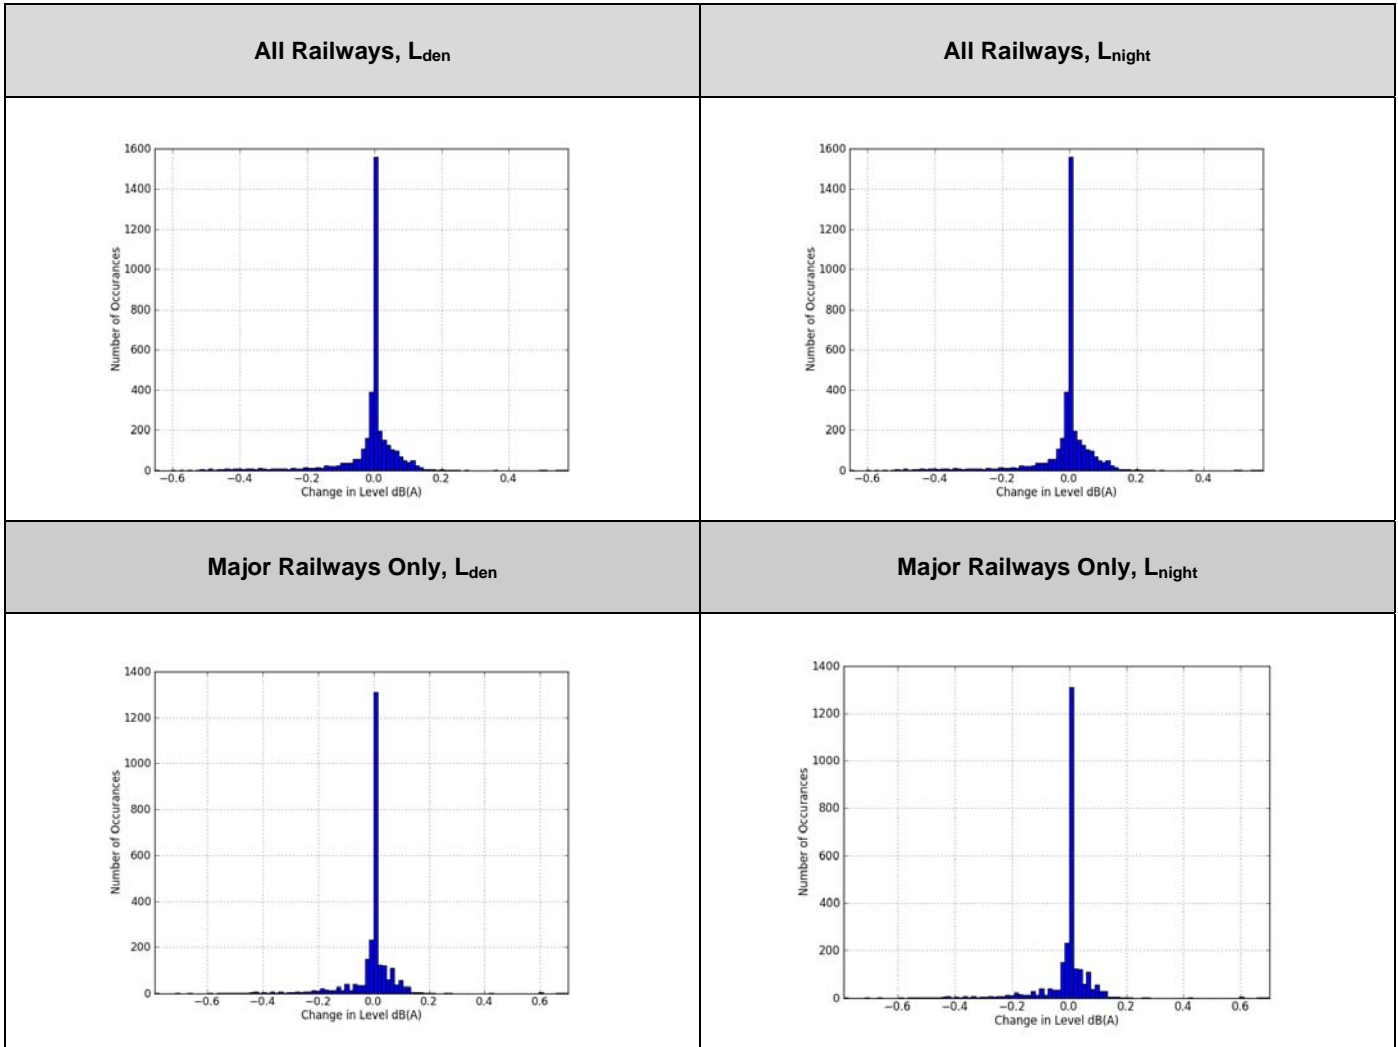 All Railways, Lden
All Railways, Lnight
1600
1400
1200
1000
800
600
400
200
0
Number of Occurances
−0.6 −0.4 −0.2 0.0 0.2 0.4
Change in Level dB(A)
1600
1400
1200
1000
800
600
400
200
0
Number of Occurances
−0.6 −0.4 −0.2 0.0 0.2 0.4
Change in Level dB(A)
Major Railways Only, Lden
Major Railways Only, Lnight
1400
1200
1000
800
600
400
200
0
Number of Occurances
−0.6 −0.4 −0.2 0.0 0.2 0.4 0.6
Change in Level dB(A)
1400
1200
1000
800
600
400
200
0
Number of Occurances
−0.6 −0.4 −0.2 0.0 0.2 0.4 0.6
Change in Level dB(A)